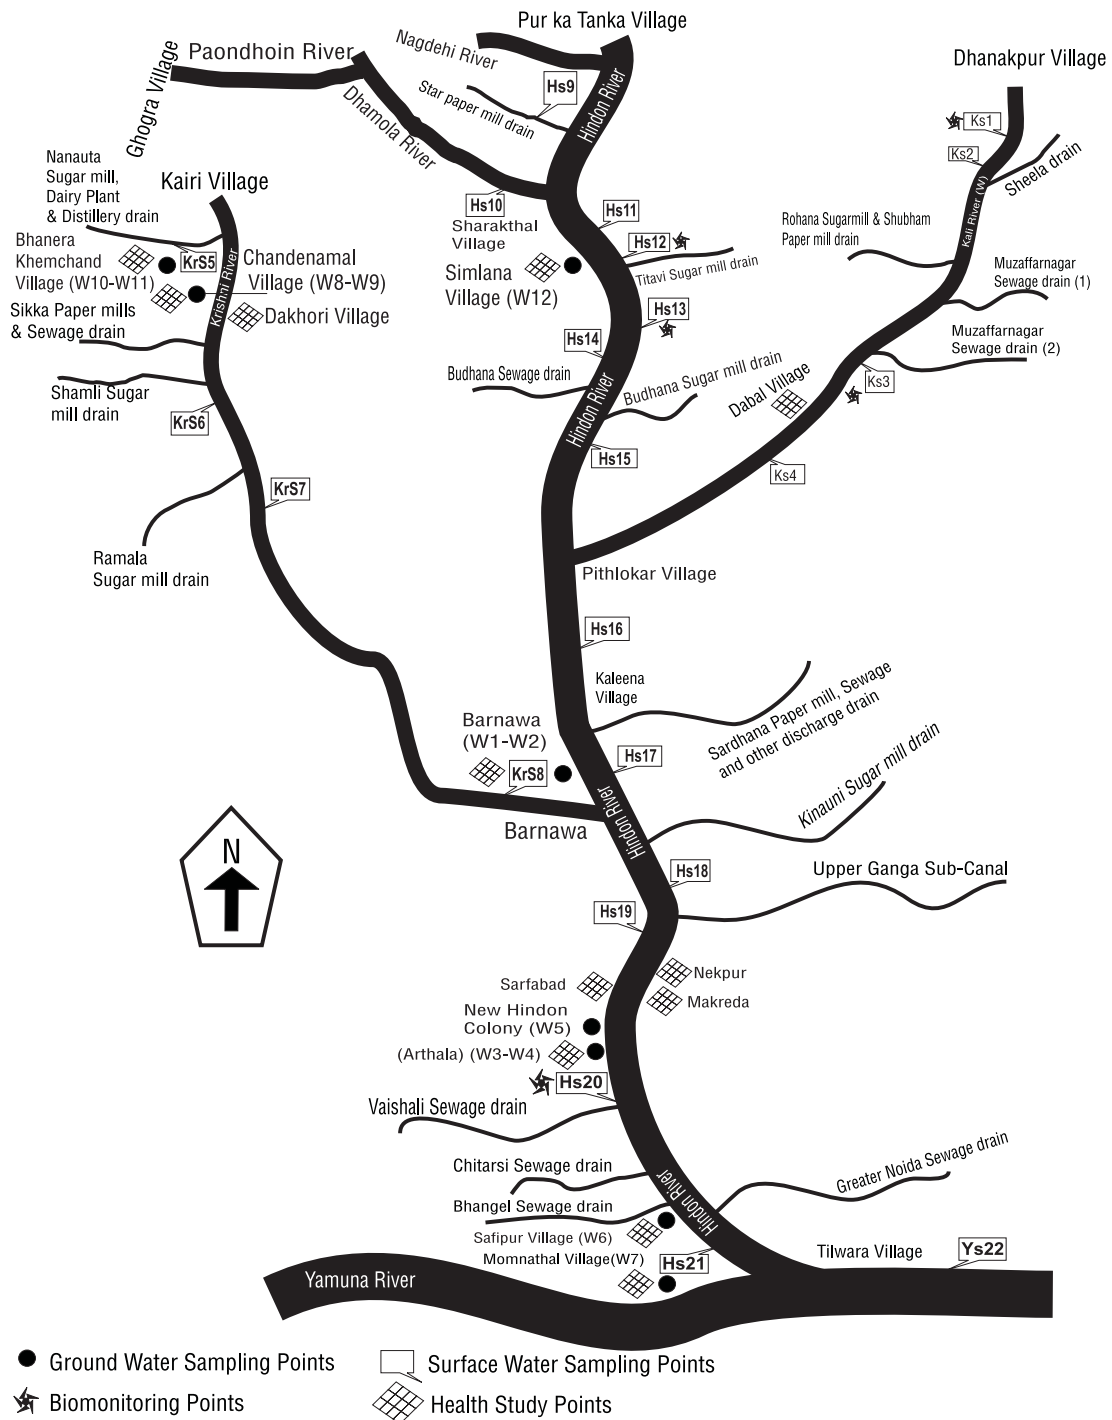 Pur ka Tanka Village
Paondhoin River
Nagdehi River
Ghogra Village
Dhanakpur Village
Hs9
Star paper mill drain
Hindon River
Dhamola River
Ks1
Ks2
Sheela drain
Kali River (W)
Nanauta
Sugar mill,
Dairy Plant
& Distillery drain
Kairi Village
Hs10
Hs11
Sharakthal
Village
Hs12
Titavi Sugar mill drain
Rohana Sugarmill & Shubham
Paper mill drain
Bhanera
Khemchand
Village (W10-W11)
KrS5
Krishni River
Chandenamal
Village (W8-W9)
Simlana
Village (W12)
Muzaffarnagar
Sewage drain (1)
Sikka Paper mills
& Sewage drain
Dakhori Village
Hs13
Hs14
Muzaffarnagar
Sewage drain (2)
Budhana Sewage drain
Hindon River
Budhana Sugar mill drain
Dabal Village
Ks3
Shamli Sugar
mill drain
KrS6
Hs15
Ks4
KrS7
Ramala
Sugar mill drain
Pithlokar Village
Hs16
Kaleena
Village
Sardhana Paper mill, Sewage
and other discharge drain
Barnawa
(W1-W2)
KrS8
Hs17
Hindon River
Kinauni Sugar mill drain
Barnawa
N
Hs18
Upper Ganga Sub-Canal
Hs19
Nekpur
Sarfabad
Makreda
New Hindon
Colony (W5)
(Arthala) (W3-W4)
Hs20
Vaishali Sewage drain
Chitarsi Sewage drain
Hindon River
Greater Noida Sewage drain
Bhangel Sewage drain
Safipur Village (W6)
Momnathal Village(W7)
Hs21
Tilwara Village
Ys22
Yamuna River
Ground Water Sampling Points
Surface Water Sampling Points
Biomonitoring Points
Health Study Points